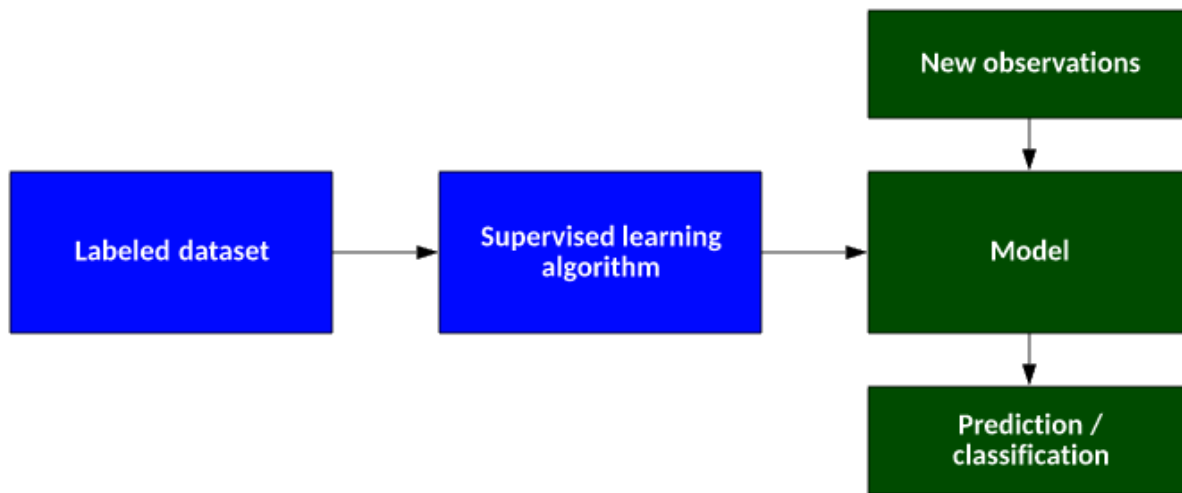 New observations
Labeled dataset
Supervised learning
algorithm
Model
Prediction /
classification